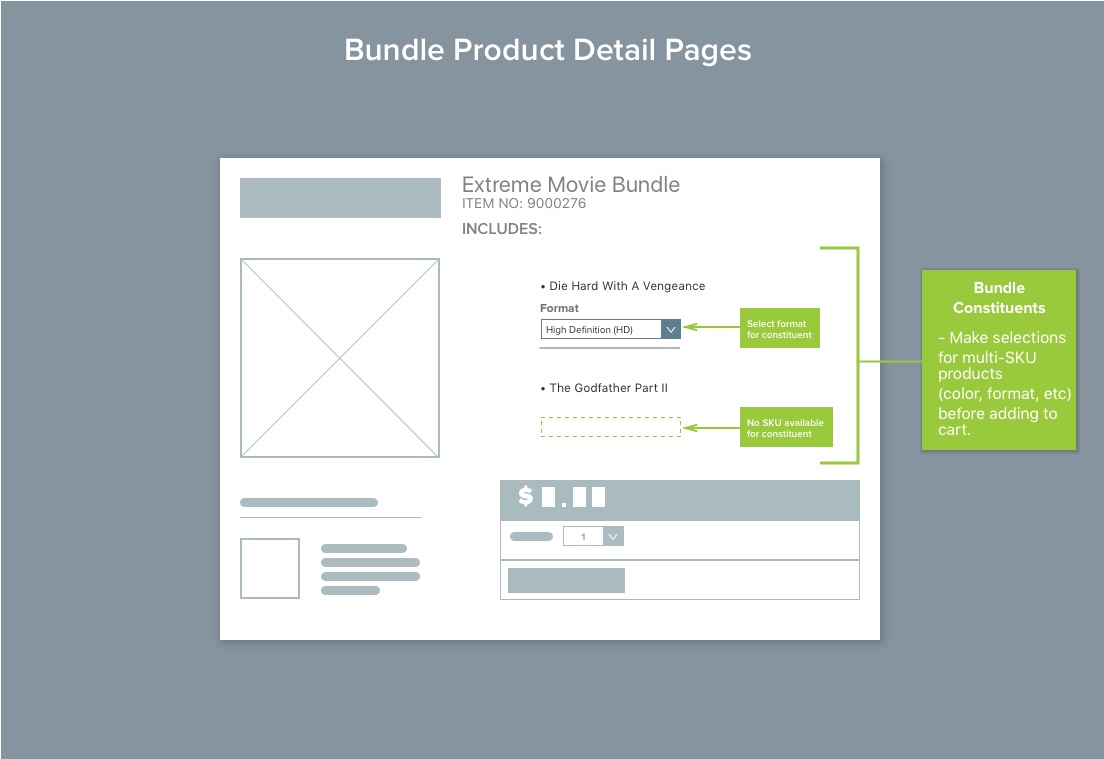 Bundle Product Detail Pages
Extreme Movie Bundle
ITEM NO: 9000276
INCLUDES:
• Die Hard With A Vengeance
Format
High Definition (HD)
Select format
for constituent
• The Godfather Part II
No SKU available
for constituent
Bundle
Constituents
- Make selections
for multi-SKU
products
(color, format, etc)
before adding to
cart.
$ .
1